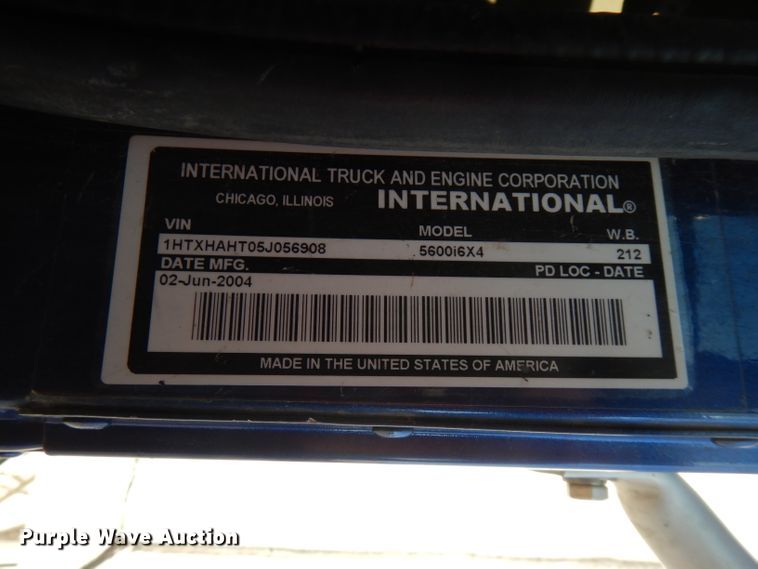 INTERNATIONAL TRUCK AND ENGINE CORPORATION
CHICAGO, ILLINOIS INTERNATIONAL®
VIN MODEL W.B.
1HTXHAHT05J056908 5600i6X4 212
DATE MFG. PD LOC - DATE
02-Jun-2004
MADE IN THE UNITED STATES OF AMERICA
Purple Wave Auction